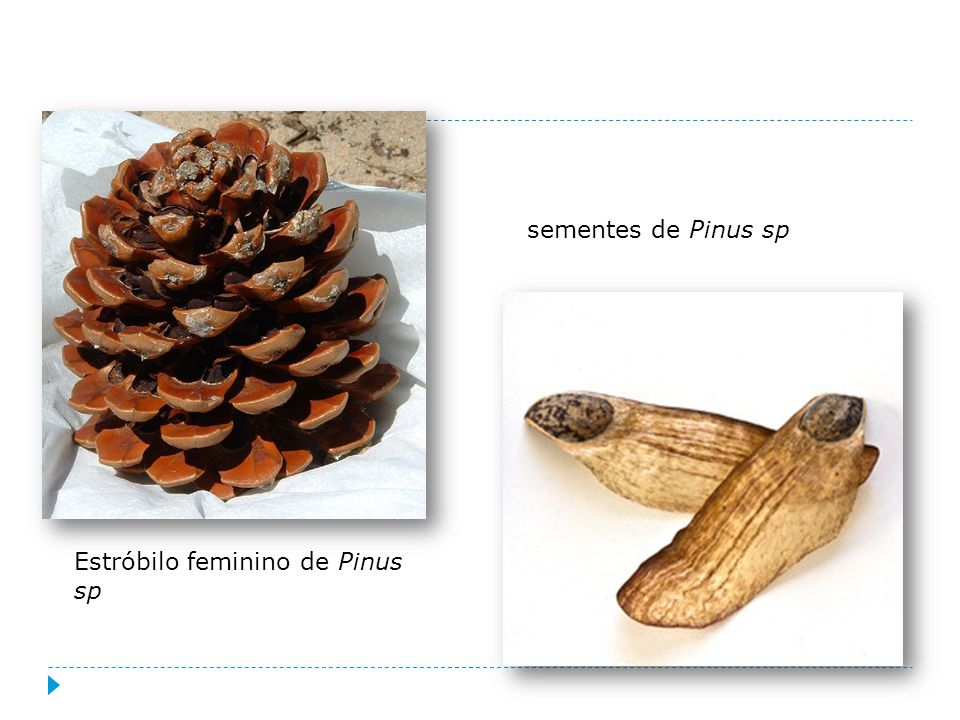 sementes de Pinus sp
Estróbilo feminino de Pinus
sp